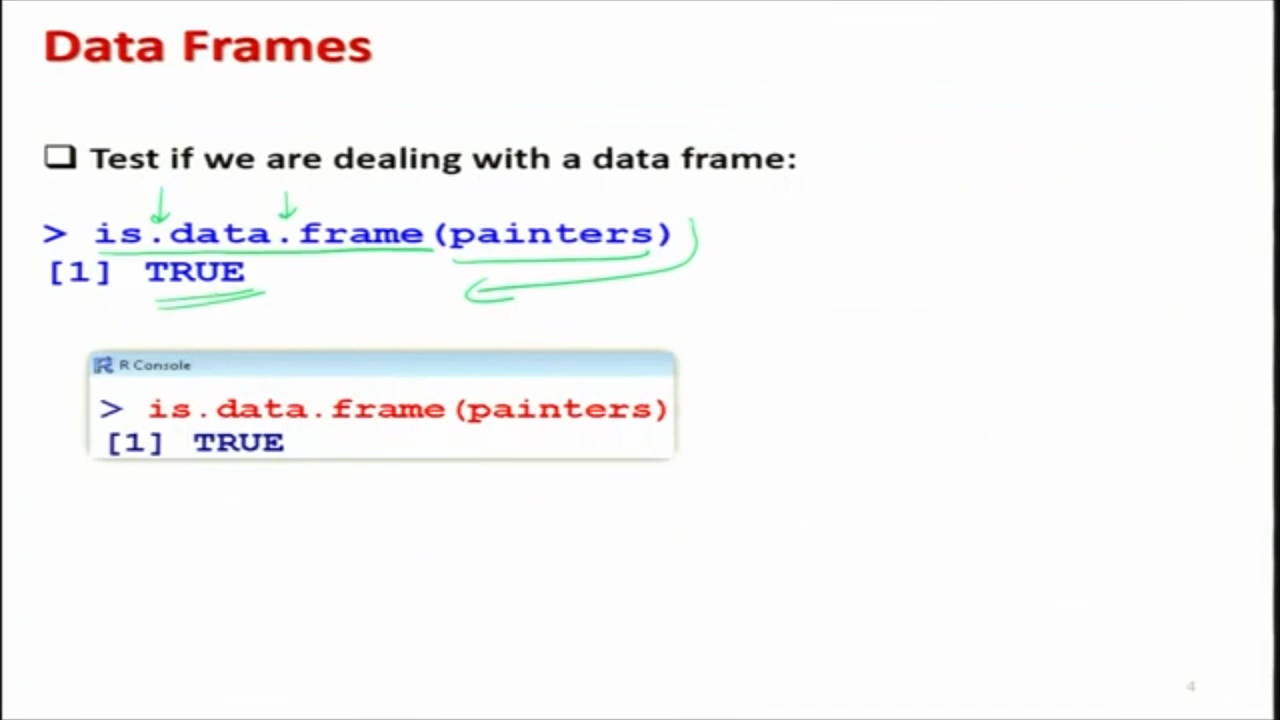 Data Frames
Test if we are dealing with a data frame:
> is.data.frame(painters)
[1] TRUE
R Console
> is.data.frame(painters)
[1] TRUE
4